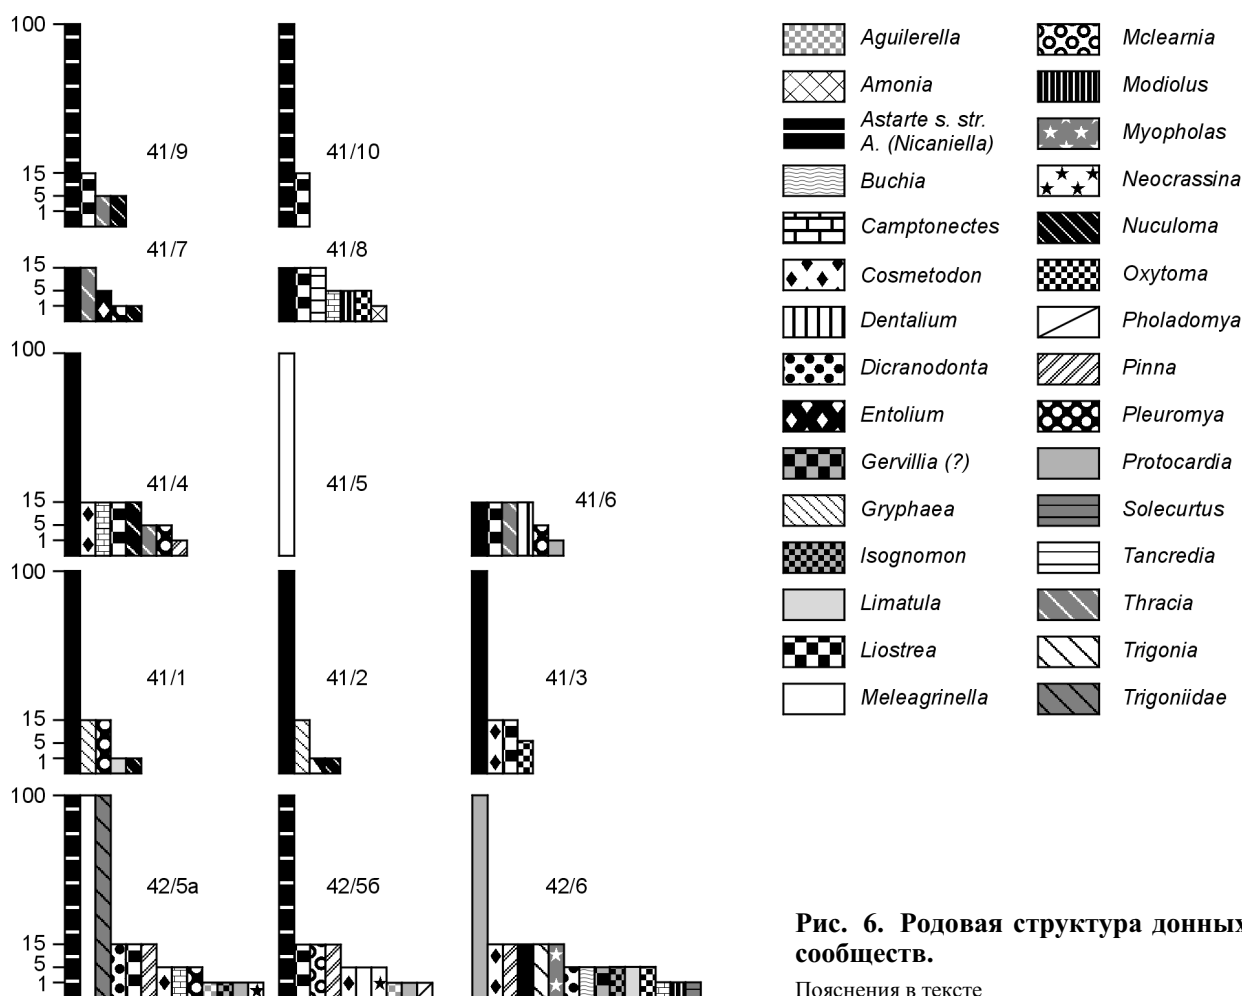 100
15
5
1
41/9
41/10
15
5
1
41/7
41/8
100
15
5
1
41/4
41/5
41/6
100
15
5
1
41/1
41/2
41/3
100
15
5
1
42/5а
42/5б
42/6
Aguilerella
Amonia
Astarte s. str.
A. (Nicaniella)
Buchia
Camptonectes
Cosmetodon
Dentalium
Dicranodonta
Entolium
Gervillia (?)
Gryphaea
Isognomon
Limatula
Liostrea
Meleagrinella
Mclearnia
Modiolus
Myopholas
Neocrassina
Nuculoma
Oxytoma
Pholadomya
Pinna
Pleuromya
Protocardia
Solecurtus
Tancredia
Thracia
Trigonia
Trigoniidae
Рис. 6. Родовая структура донных
сообществ.
Пояснения в тексте